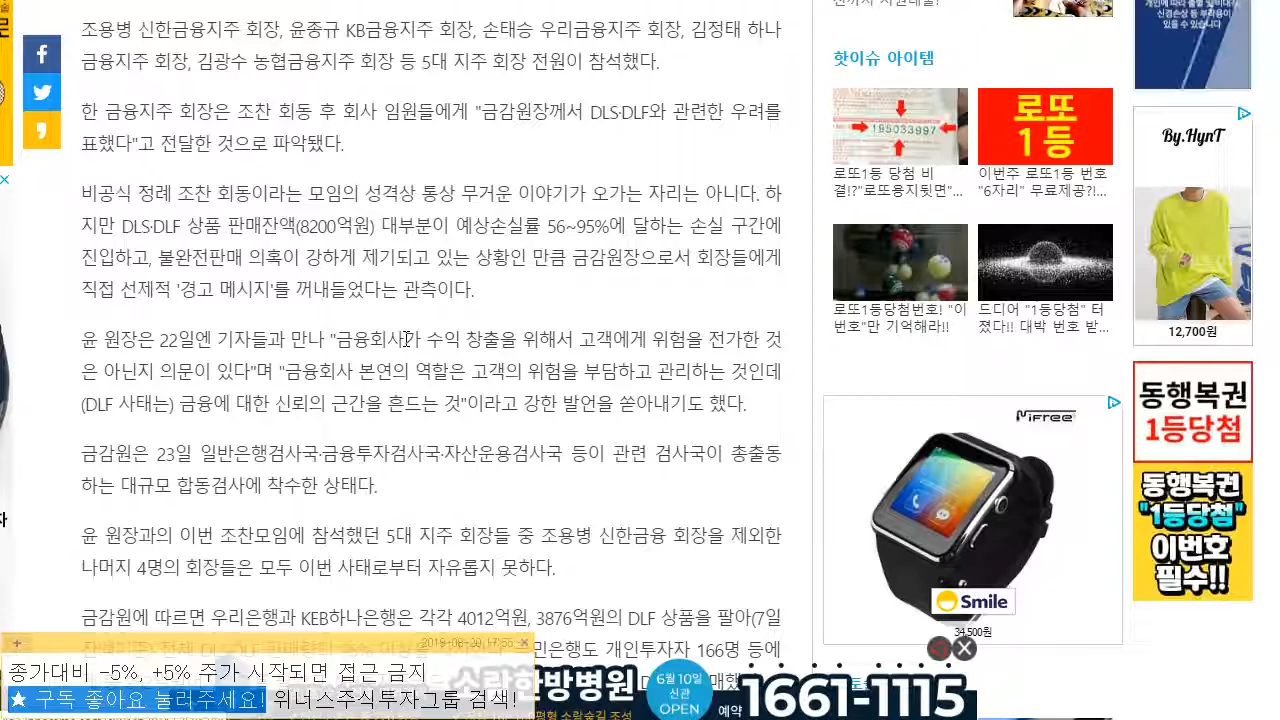 조용병 신한금융지주 회장, 윤종규 KB금융지주 회장, 손태승 우리금융지주 회장, 김정태 하나
금융지주 회장, 김광수 농협금융지주 회장 등 5대 지주 회장 전원이 참석했다.
한 금융지주 회장은 조찬 회동 후 회사 임원들에게 "금감원장께서 DLS·DLF와 관련한 우려를
표했다"고 전달한 것으로 파악됐다.
비공식 정례 조찬 회동이라는 모임의 성격상 통상 무거운 이야기가 오가는 자리는 아니다. 하
지만 DLS·DLF 상품 판매잔액(8200억원) 대부분이 예상손실률 56~95%에 달하는 손실 구간에
진입하고, 불완전판매 의혹이 강하게 제기되고 있는 상황인 만큼 금감원장으로서 회장들에게
직접 선제적 '경고 메시지'를 꺼내들었다는 관측이다.
윤 원장은 22일엔 기자들과 만나 "금융회사가 수익 창출을 위해서 고객에게 위험을 전가한 것
은 아닌지 의문이 있다"며 "금융회사 본연의 역할은 고객의 위험을 부담하고 관리하는 것인데
(DLF 사태는) 금융에 대한 신뢰의 근간을 흔드는 것"이라고 강한 발언을 쏟아내기도 했다.
금감원은 23일 일반은행검사국·금융투자검사국·자산운용검사국 등이 관련 검사국이 총출동
하는 대규모 합동검사에 착수한 상태다.
윤 원장과의 이번 조찬모임에 참석했던 5대 지주 회장들 중 조용병 신한금융 회장을 제외한
나머지 4명의 회장들은 모두 이번 사태로부터 자유롭지 못하다.
금감원에 따르면 우리은행과 KEB하나은행은 각각 4012억원, 3876억원의 DLF 상품을 팔아(7일
민은행도 개인투자자 166명 등에
종가대비 -5%, +5% 주가 시작되면 접근 금지
★ 구독 좋아요 눌러주세요! 위너스주식투자그룹 검색!
소람한방병원
6월 10일
신관
OPEN
예약 1661-1115
핫이슈 아이템
195033997
로또1등 당첨 비
결!?"로또용지뒷면"...
로또
1등
이번주 로또1등 번호
"6자리" 무료제공?!...
로또1등당첨번호! "이
번호"만 기억해라!!
드디어 "1등당첨" 터
졌다!! 대박 번호 받...
MiFREE
Smile
34,500원
By.HynT
12,700원
동행복권
1등당첨
동행복권
"1등당첨"
이번호
필수!!